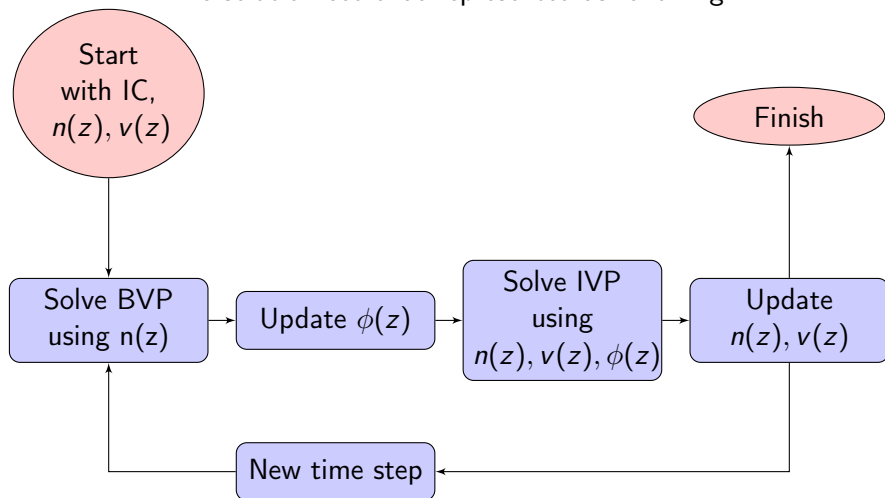 Start
with IC,
n(z), v(z)
Finish
Solve BVP
using n(z)
Update ϕ(z)
Solve IVP
using
n(z), v(z), ϕ(z)
Update
n(z), v(z)
New time step